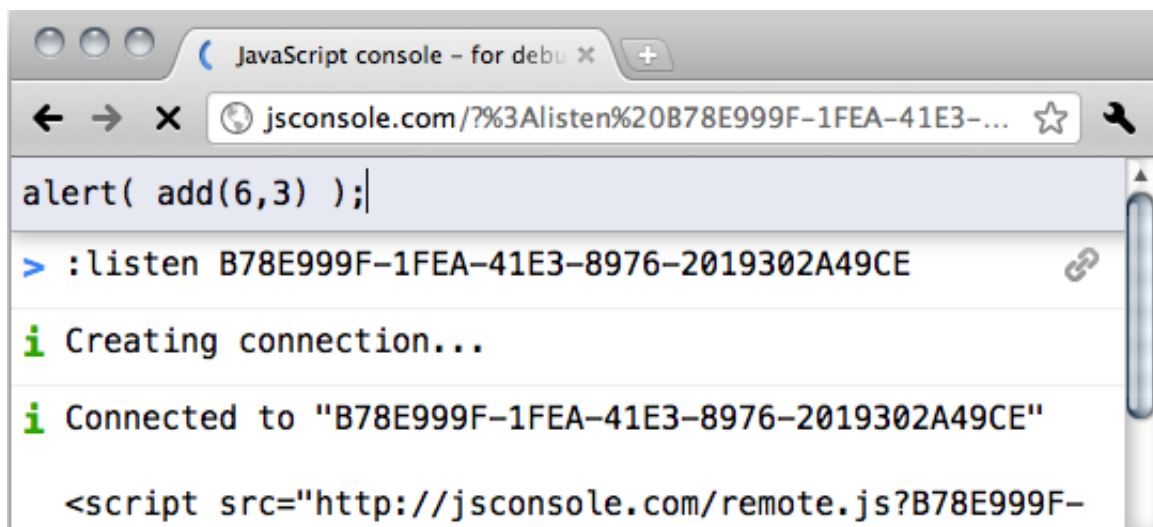 JavaScript console – for debu
jsconsole.com/?%3Alisten%20B78E999F-1FEA-41E3-...
alert( add(6,3) );
> :listen B78E999F-1FEA-41E3-8976-2019302A49CE
i Creating connection...
i Connected to "B78E999F-1FEA-41E3-8976-2019302A49CE"
<script src="http://jsconsole.com/remote.js?B78E999F-